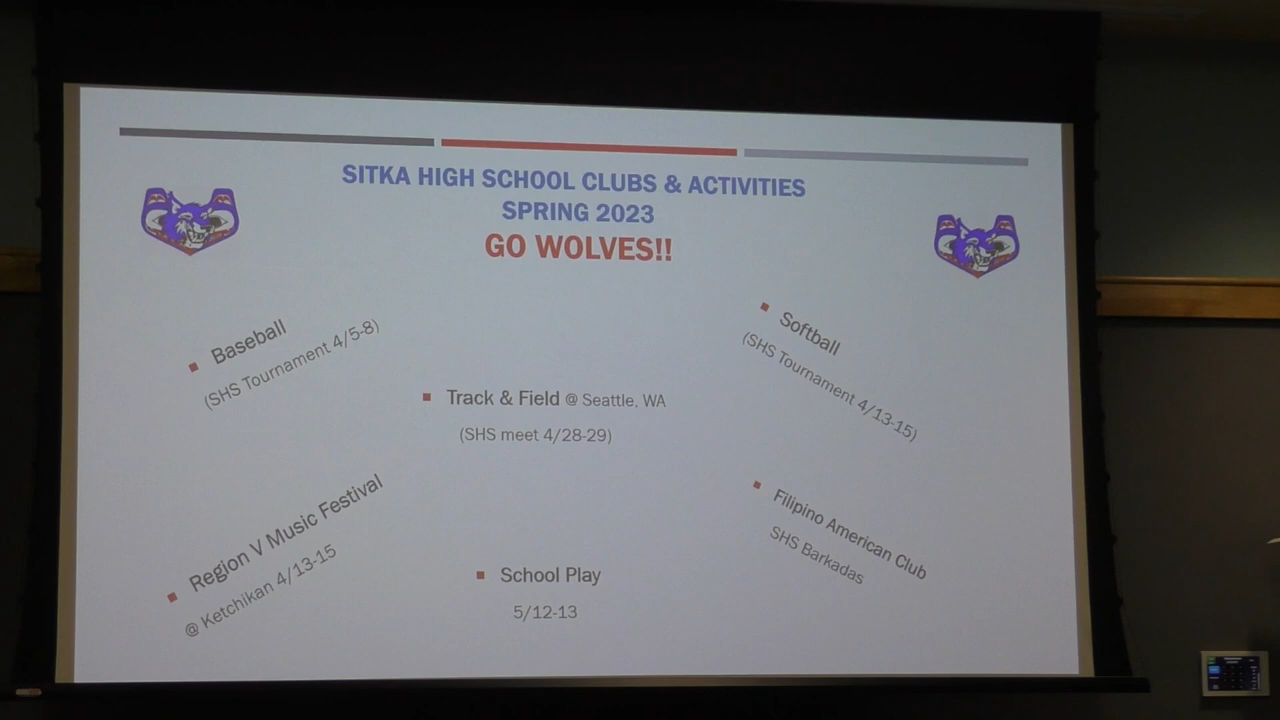 SITKA HIGH SCHOOL CLUBS & ACTIVITIES
SPRING 2023
GO WOLVES!!
Baseball
(SHS Tournament 4/5-8)
Softball
(SHS Tournament 4/13-15)
Track & Field @ Seattle, WA
(SHS meet 4/28-29)
Region V Music Festival
@ Ketchikan 4/13-15
Filipino American Club
SHS Barkadas
School Play
5/12-13